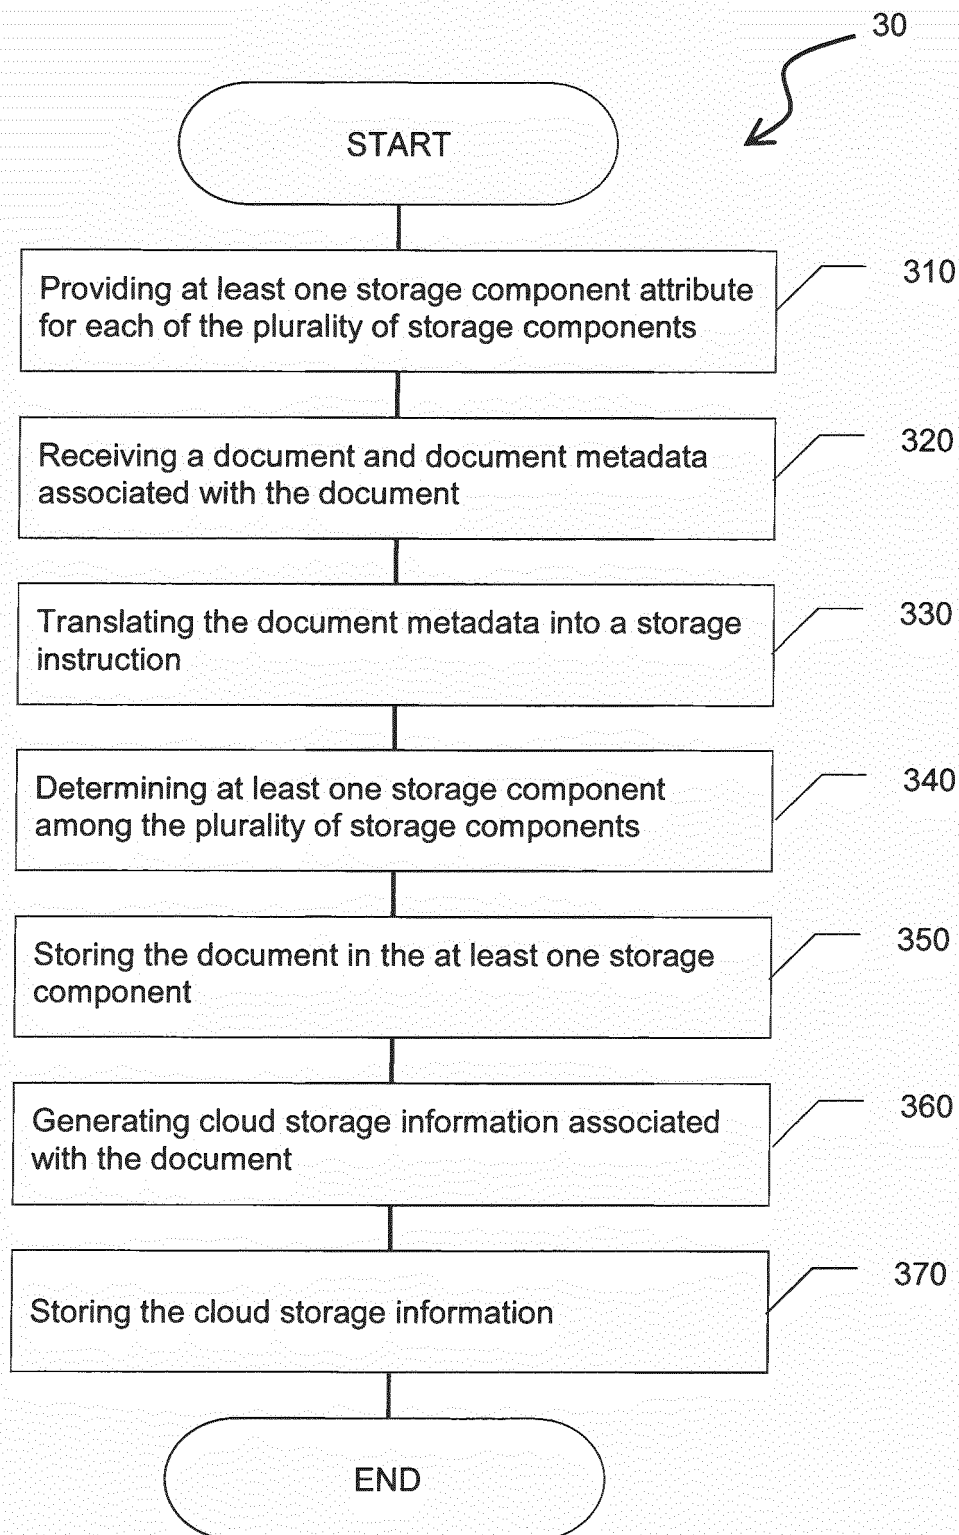 30
START
Providing at least one storage component attribute
for each of the plurality of storage components
310
Receiving a document and document metadata
associated with the document
320
Translating the document metadata into a storage
instruction
330
Determining at least one storage component
among the plurality of storage components
340
Storing the document in the at least one storage
component
350
Generating cloud storage information associated
with the document
360
Storing the cloud storage information
370
END